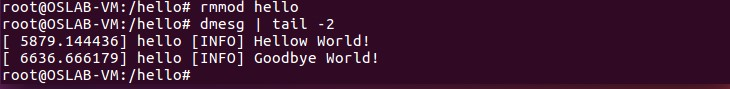 root@OSLAB-VM:/hello# rmmod hello
root@OSLAB-VM:/hello# dmesg | tail -2
[ 5879.144436] hello [INFO] Hellow World!
[ 6636.666179] hello [INFO] Goodbye World!
root@OSLAB-VM:/hello#